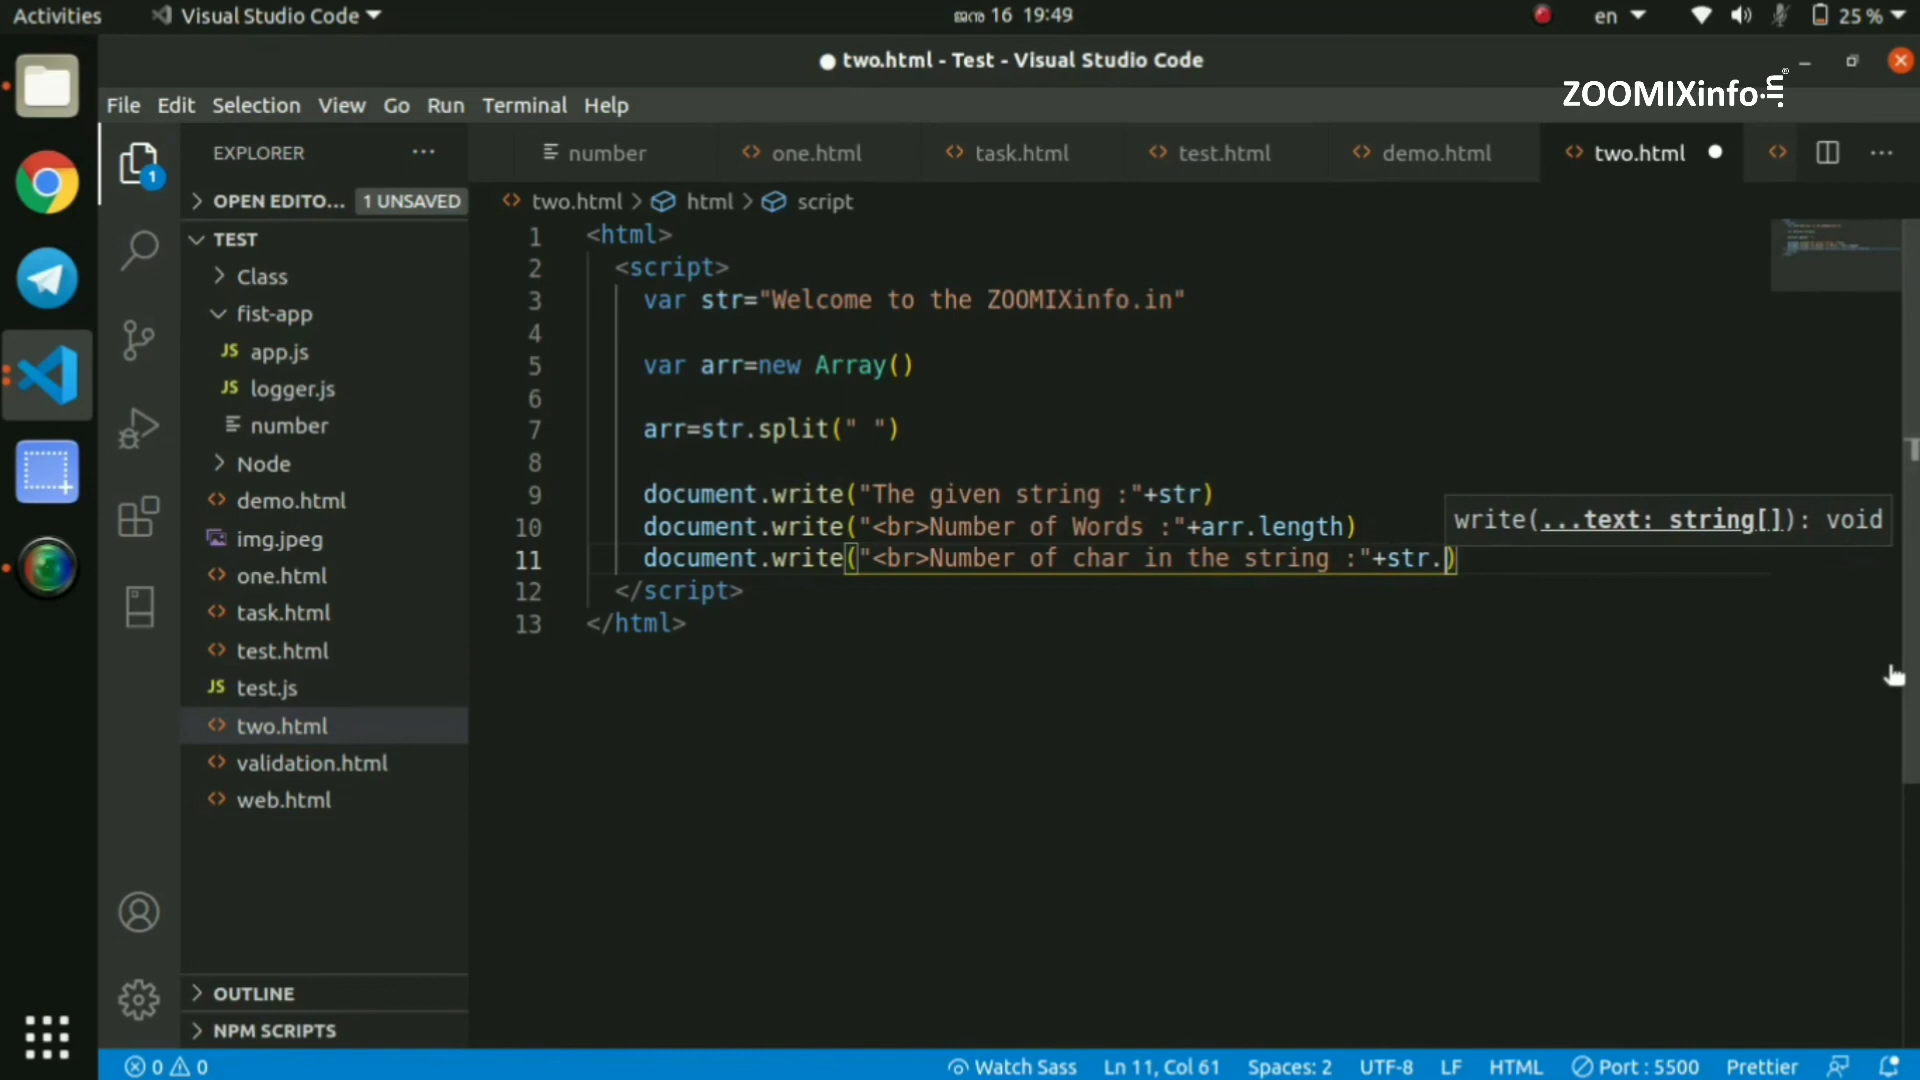 Activities
Visual Studio Code
ജന 16 19:49
en
25 %
two.html - Test - Visual Studio Code
ZOOMIXinfo.in
File Edit Selection View Go Run Terminal Help
EXPLORER
1
OPEN EDITO... 1 UNSAVED
TEST
Class
fist-app
JS app.js
JS logger.js
number
Node
demo.html
img.jpeg
one.html
task.html
test.html
JS test.js
two.html
validation.html
web.html
OUTLINE
NPM SCRIPTS
number one.html task.html test.html demo.html two.html
two.html > html > script
1 <html>
2 <script>
3 var str="Welcome to the ZOOMIXinfo.in"
4
5 var arr=new Array()
6
7 arr=str.split(" ")
8
9 document.write("The given string :"+str)
10 document.write("<br>Number of Words :"+arr.length)
11 document.write("<br>Number of char in the string :"+str.)
12 </script>
13 </html>
write(...text: string[]): void
0 0
Watch Sass Ln 11, Col 61 Spaces: 2 UTF-8 LF HTML Port : 5500 Prettier